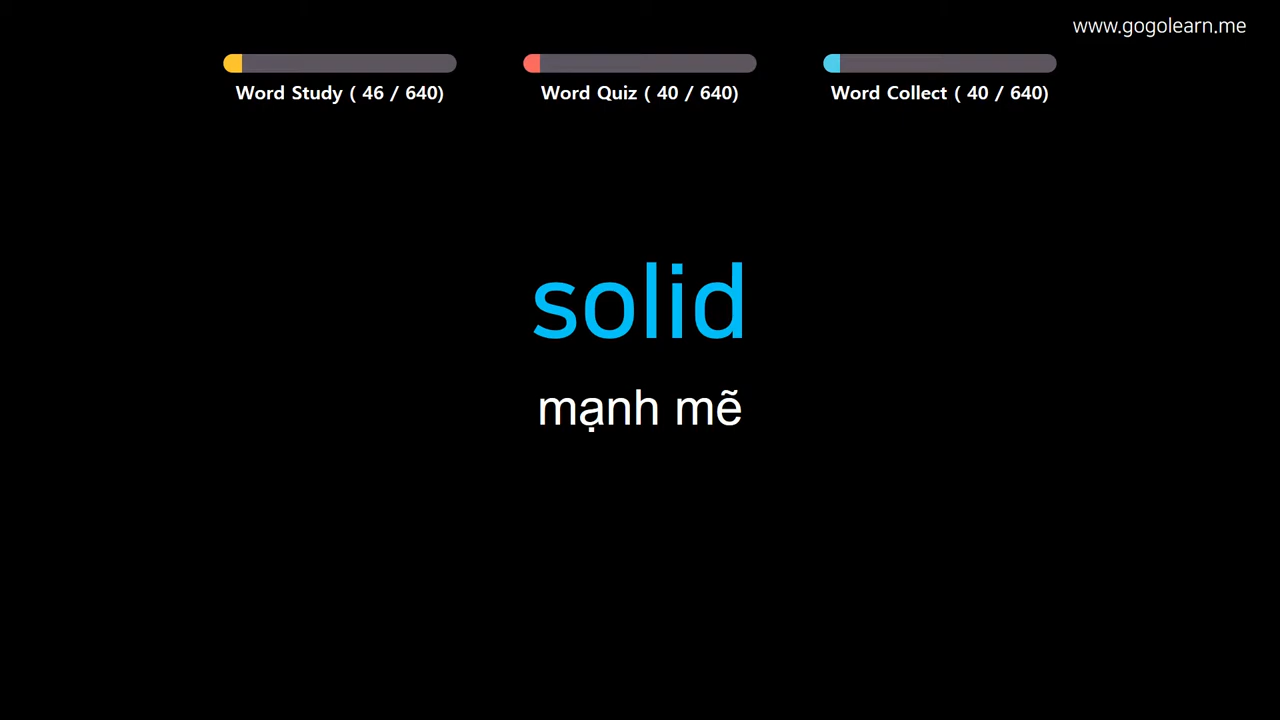 www.gogolearn.me
Word Study ( 46 / 640)
Word Quiz ( 40 / 640)
Word Collect ( 40 / 640)
solid
mạnh mẽ